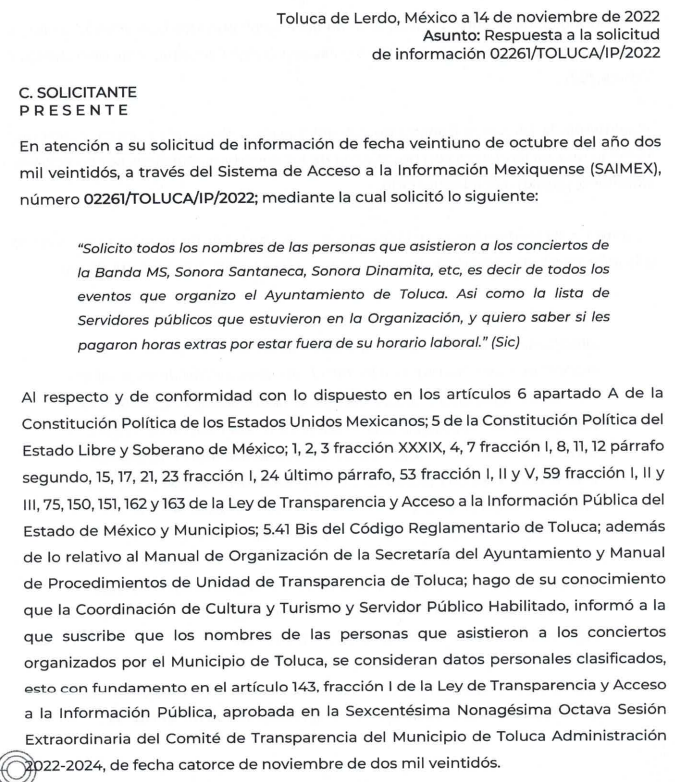 Toluca de Lerdo, México a 14 de noviembre de 2022
Asunto: Respuesta a la solicitud
de información 02261/TOLUCA/IP/2022
C. SOLICITANTE
P R E S E N T E
En atención a su solicitud de información de fecha veintiuno de octubre del año dos
mil veintidós, a través del Sistema de Acceso a la Información Mexiquense (SAIMEX),
número 02261/TOLUCA/IP/2022; mediante la cual solicitó lo siguiente:
“Solicito todos los nombres de las personas que asistieron a los conciertos de
la Banda MS, Sonora Santaneca, Sonora Dinamita, etc, es decir de todos los
eventos que organizo el Ayuntamiento de Toluca. Asi como la lista de
Servidores públicos que estuvieron en la Organización, y quiero saber si les
pagaron horas extras por estar fuera de su horario laboral.” (Sic)
Al respecto y de conformidad con lo dispuesto en los artículos 6 apartado A de la
Constitución Política de los Estados Unidos Mexicanos; 5 de la Constitución Política del
Estado Libre y Soberano de México; 1, 2, 3 fracción XXXIX, 4, 7 fracción I, 8, 11, 12 párrafo
segundo, 15, 17, 21, 23 fracción I, 24 último párrafo, 53 fracción I, II y V, 59 fracción I, II y
III, 75, 150, 151, 162 y 163 de la Ley de Transparencia y Acceso a la Información Pública del
Estado de México y Municipios; 5.41 Bis del Código Reglamentario de Toluca; además
de lo relativo al Manual de Organización de la Secretaría del Ayuntamiento y Manual
de Procedimientos de Unidad de Transparencia de Toluca; hago de su conocimiento
que la Coordinación de Cultura y Turismo y Servidor Público Habilitado, informó a la
que suscribe que los nombres de las personas que asistieron a los conciertos
organizados por el Municipio de Toluca, se consideran datos personales clasificados,
esto con fundamento en el artículo 143, fracción I de la Ley de Transparencia y Acceso
a la Información Pública, aprobada en la Sexcentésima Nonagésima Octava Sesión
Extraordinaria del Comité de Transparencia del Municipio de Toluca Administración
2022-2024, de fecha catorce de noviembre de dos mil veintidós.